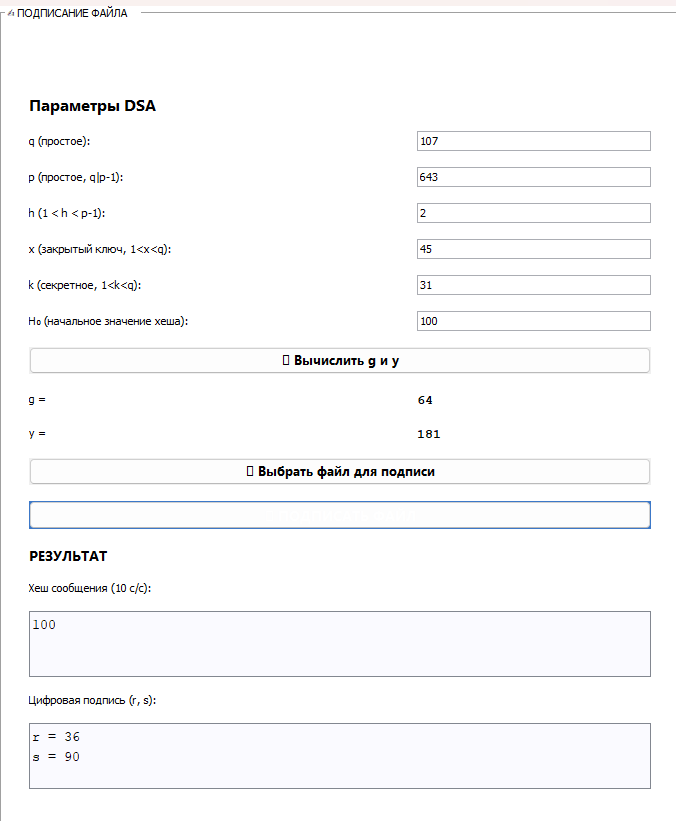 ПОДПИСАНИЕ ФАЙЛА
Параметры DSA
q (простое): 107
p (простое, q|p-1): 643
h (1 < h < p-1): 2
x (закрытый ключ, 1<x<q): 45
k (секретное, 1<k<q): 31
H₀ (начальное значение хеша): 100
Вычислить g и y
g = 64
y = 181
Выбрать файл для подписи
РЕЗУЛЬТАТ
Хеш сообщения (10 с/с):
100
Цифровая подпись (r, s):
r = 36
s = 90